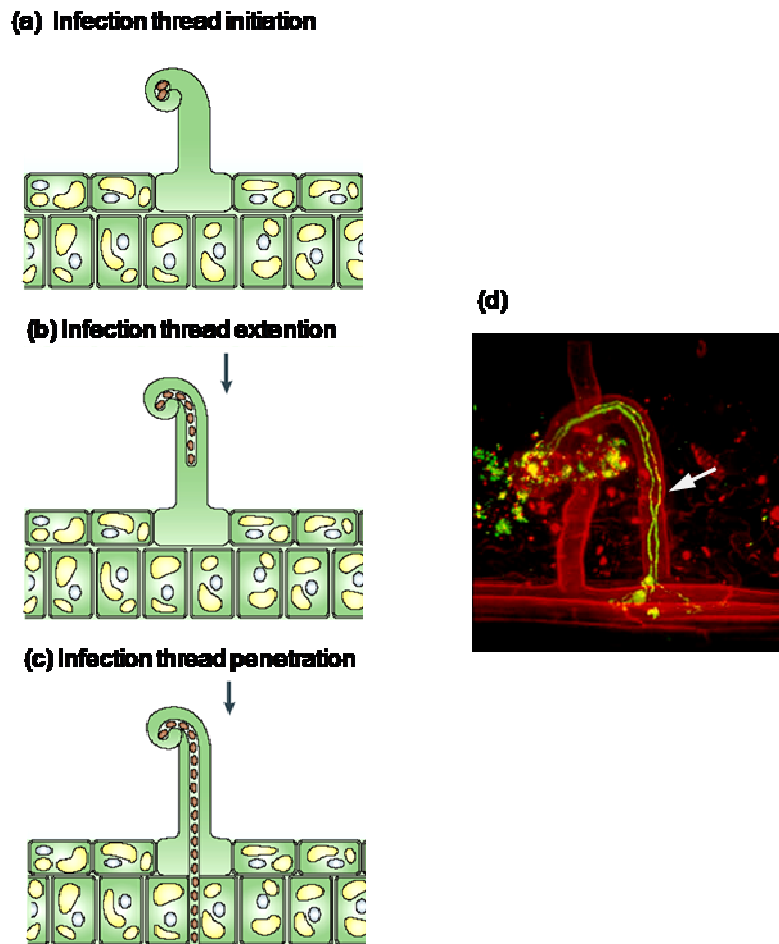 (a) Infection thread initiation
(b) Infection thread extention
(d)
(c) Infection thread penetration